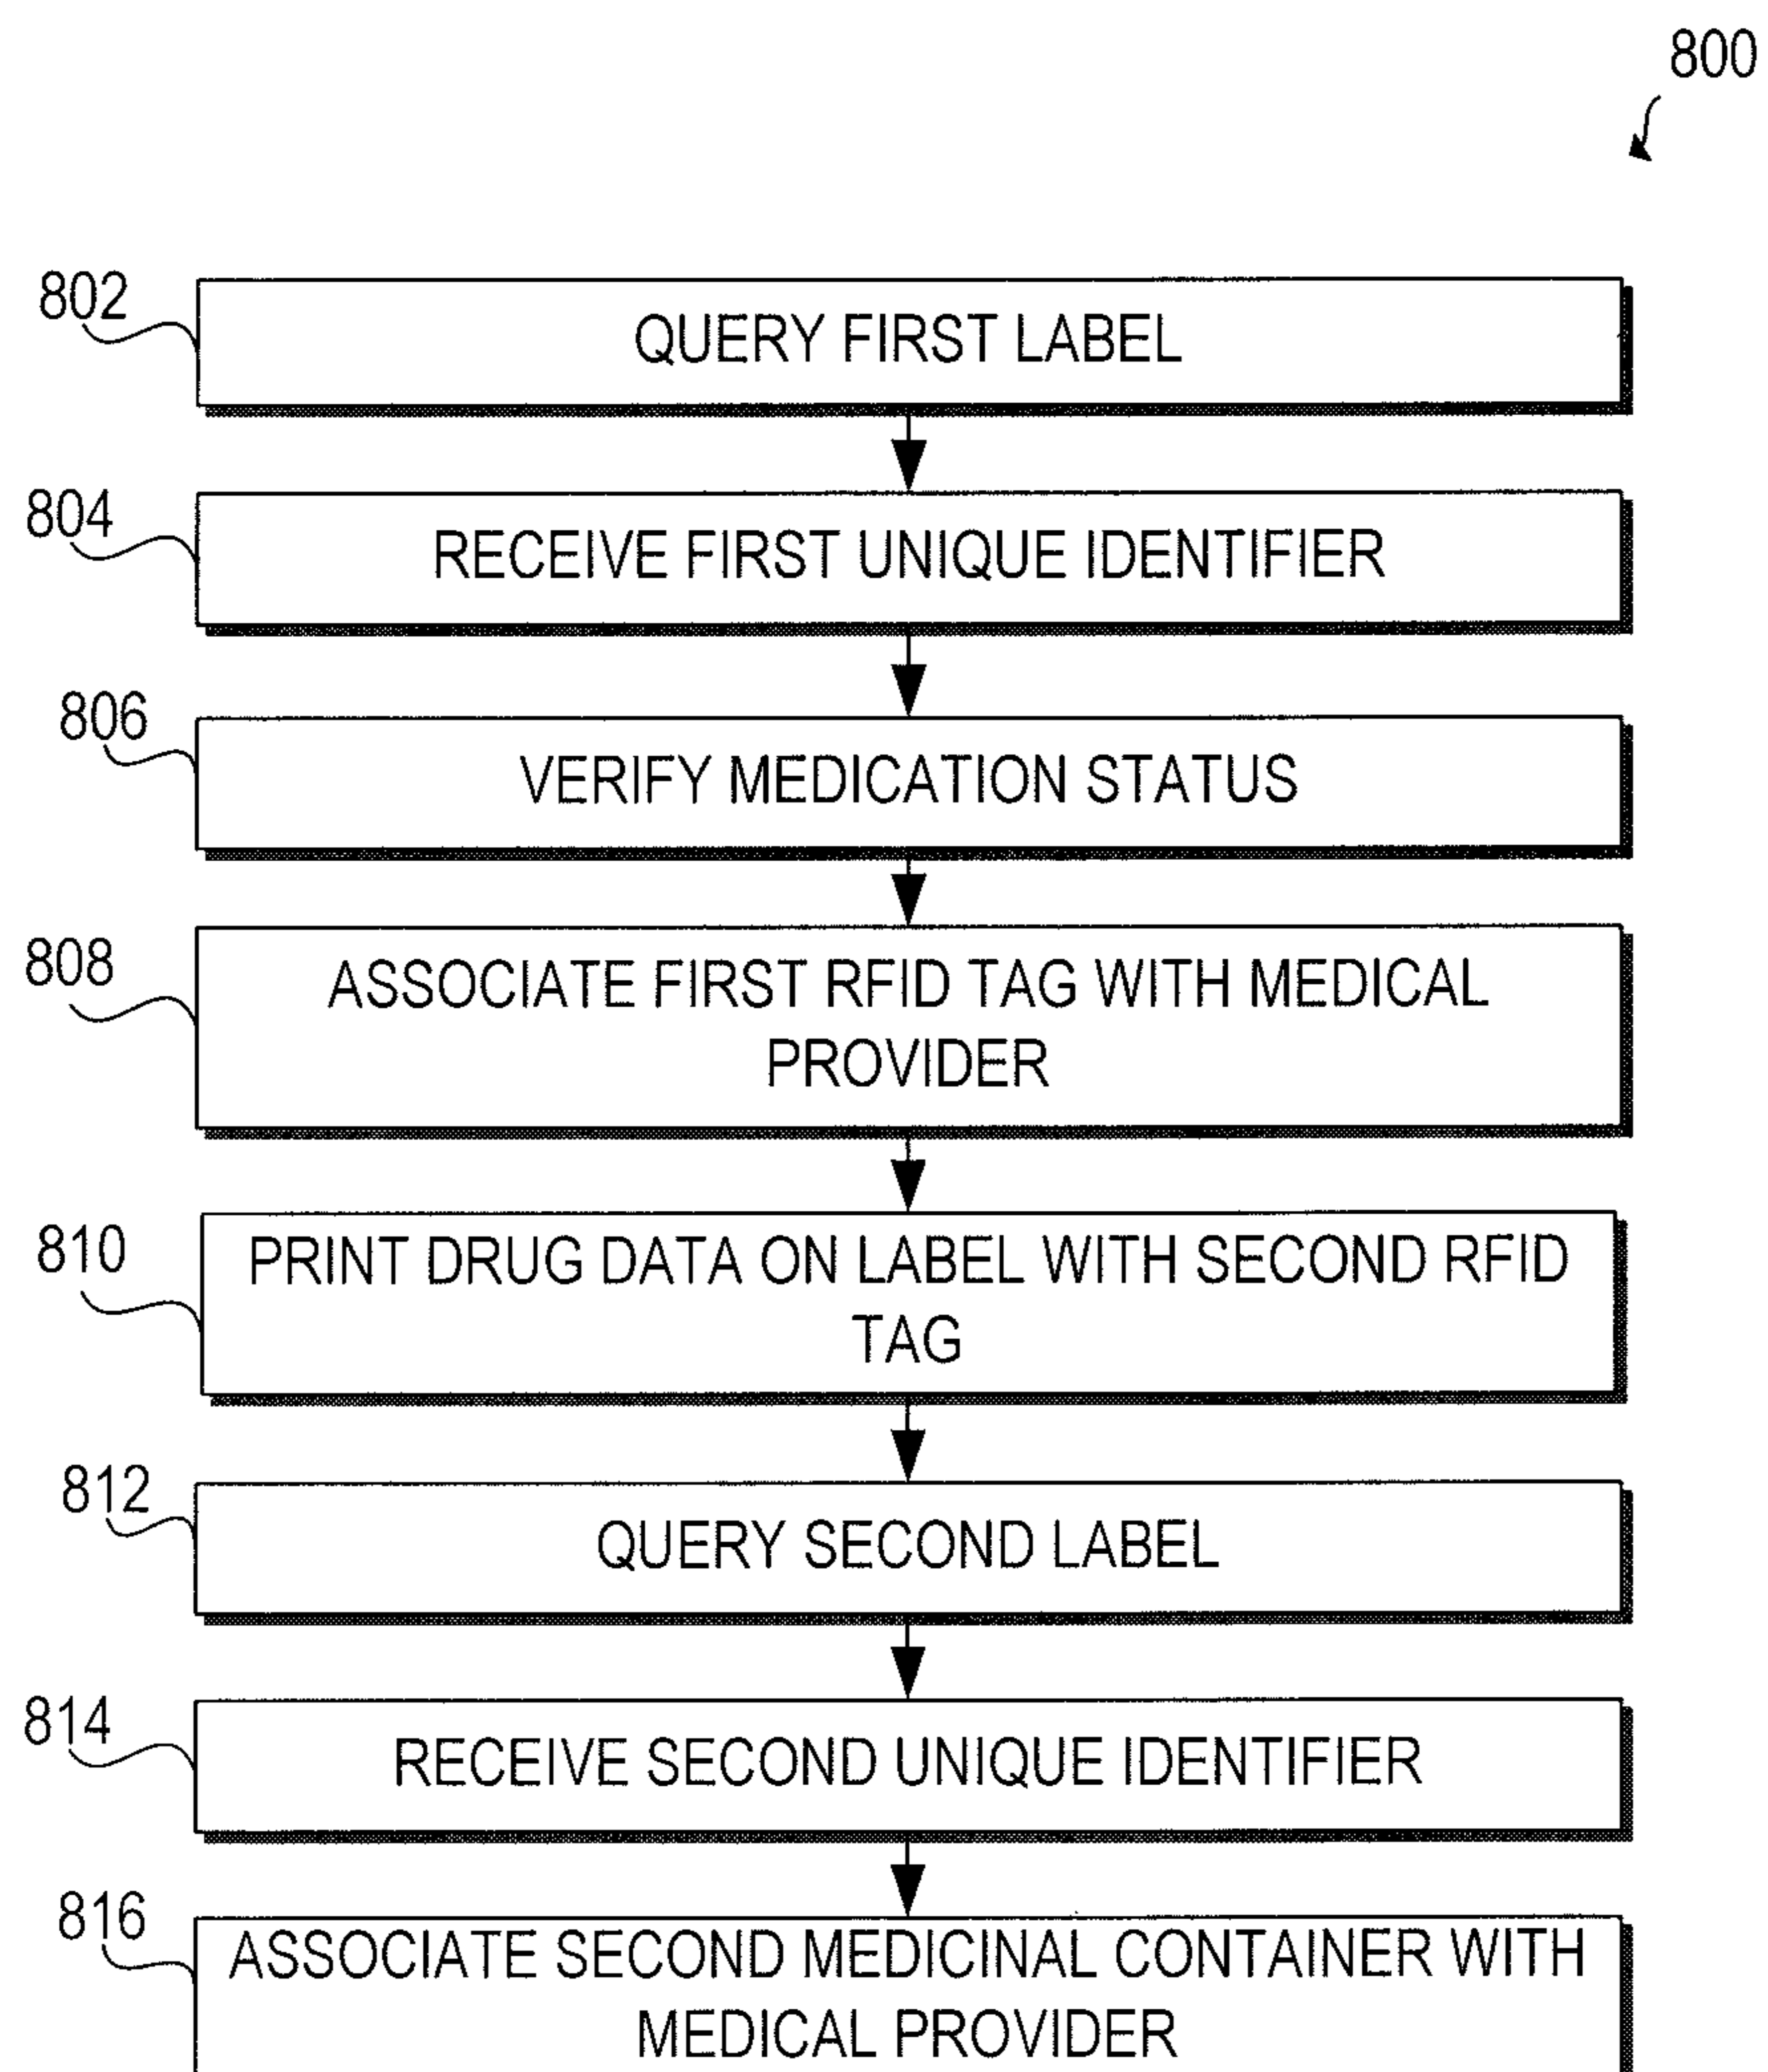 800
802
QUERY FIRST LABEL
804
RECEIVE FIRST UNIQUE IDENTIFIER
806
VERIFY MEDICATION STATUS
808
ASSOCIATE FIRST RFID TAG WITH MEDICAL
PROVIDER
810
PRINT DRUG DATA ON LABEL WITH SECOND RFID
TAG
812
QUERY SECOND LABEL
814
RECEIVE SECOND UNIQUE IDENTIFIER
816
ASSOCIATE SECOND MEDICINAL CONTAINER WITH
MEDICAL PROVIDER